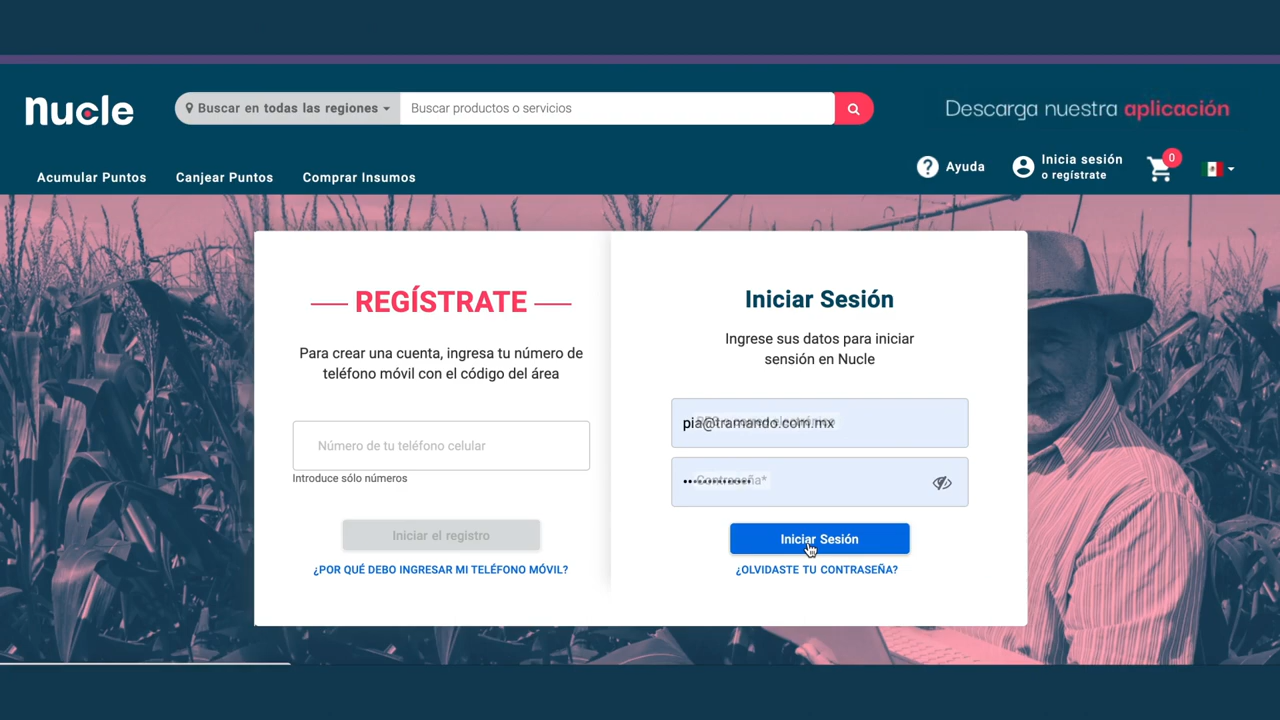 nucle
Buscar en todas las regiones
Buscar productos o servicios
Descarga nuestra aplicación
Acumular Puntos
Canjear Puntos
Comprar Insumos
Ayuda
Inicia sesión
o regístrate
0
REGÍSTRATE
Para crear una cuenta, ingresa tu número de
teléfono móvil con el código del área
Número de tu teléfono celular
Introduce sólo números
Iniciar el registro
¿POR QUÉ DEBO INGRESAR MI TELÉFONO MÓVIL?
Iniciar Sesión
Ingrese sus datos para iniciar
sensión en Nucle
pia@tramando.com.mx
Contraseña*
Iniciar Sesión
¿OLVIDASTE TU CONTRASEÑA?